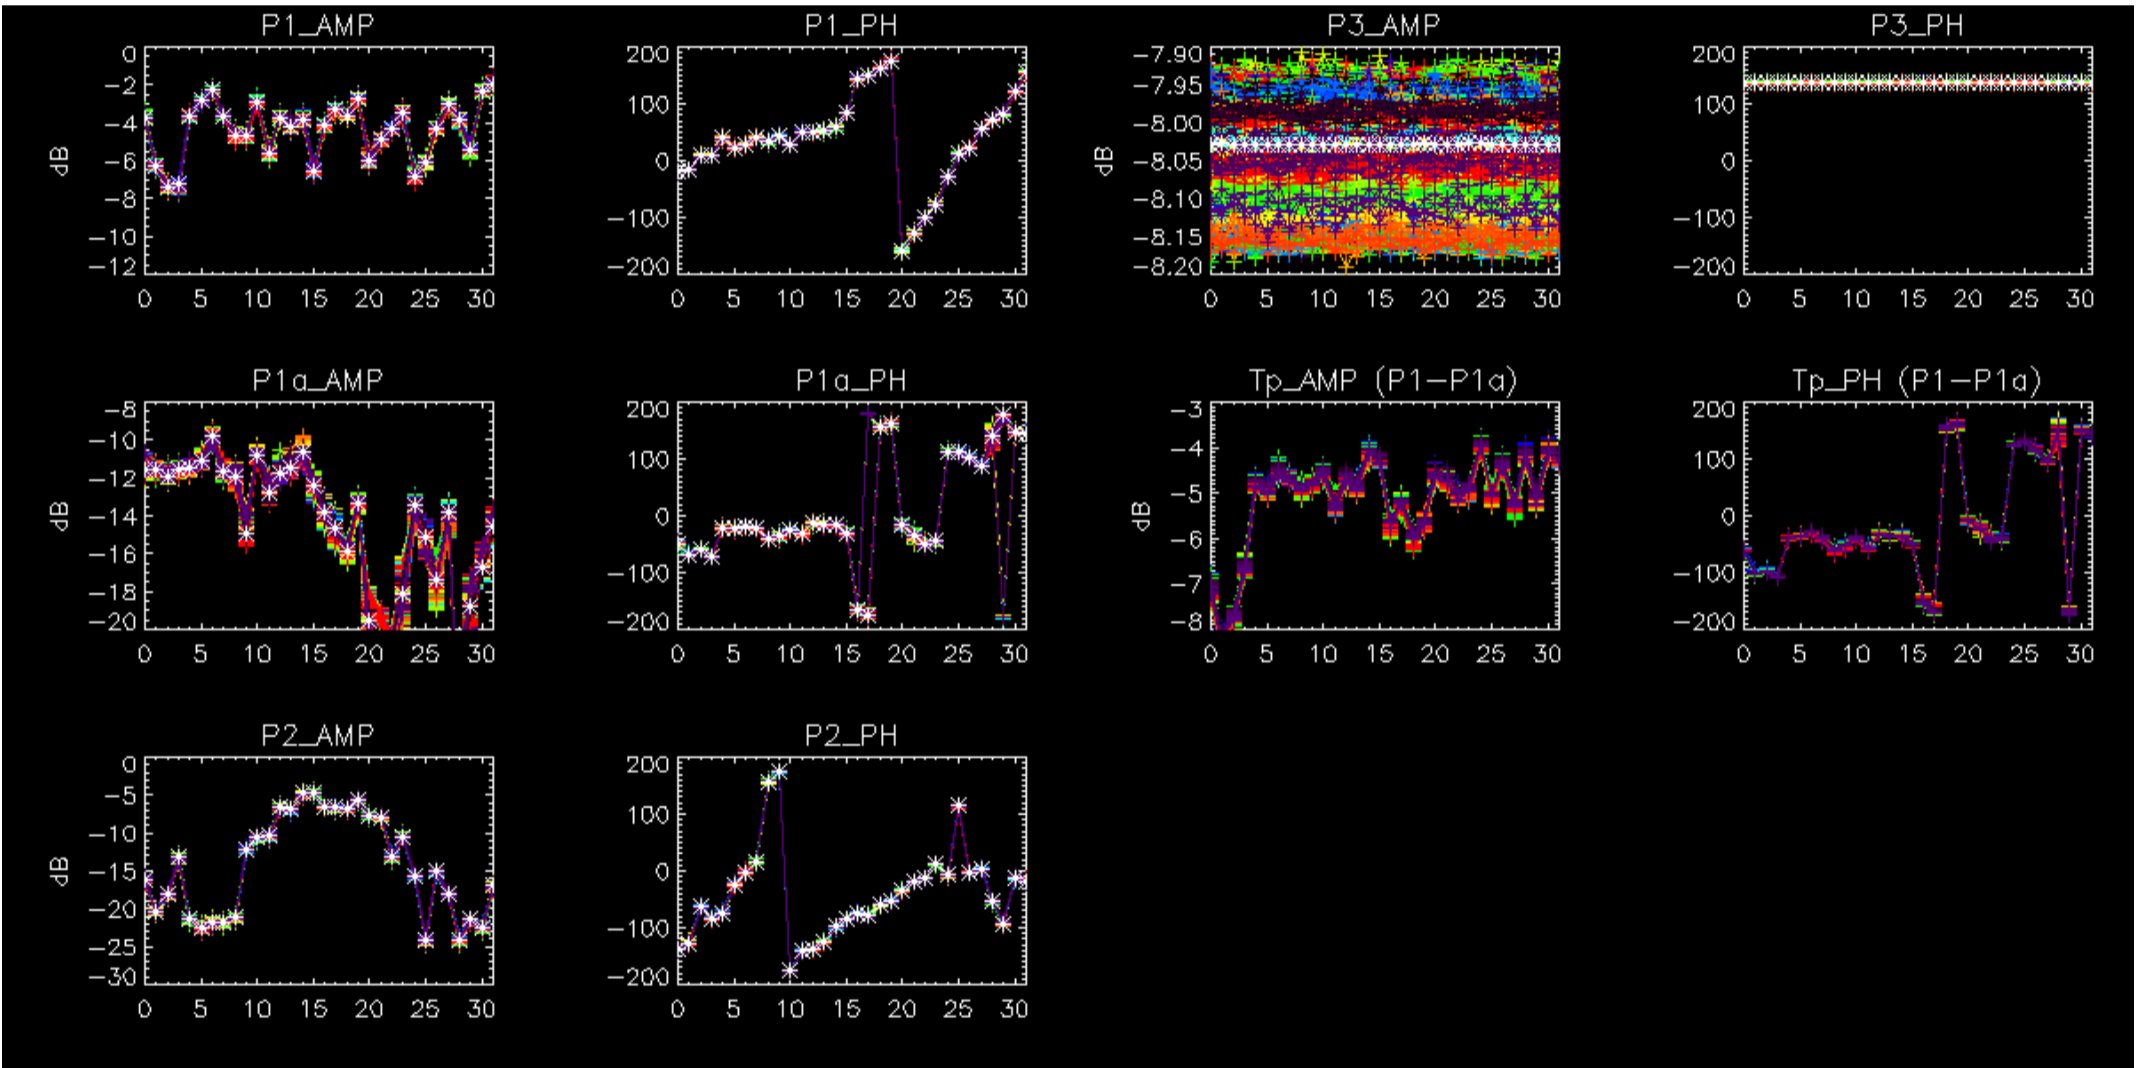 P1_AMP
dB
0
−2
−4
−6
−8
−10
−12
0 5 10 15 20 25 30
P1_PH
200
100
0
−100
−200
0 5 10 15 20 25 30
P3_AMP
dB
−7.90
−7.95
−8.00
−8.05
−8.10
−8.15
−8.20
0 5 10 15 20 25 30
P3_PH
200
100
0
−100
−200
0 5 10 15 20 25 30
P1a_AMP
dB
−8
−10
−12
−14
−16
−18
−20
0 5 10 15 20 25 30
P1a_PH
200
100
0
−100
−200
0 5 10 15 20 25 30
Tp_AMP (P1−P1a)
dB
−3
−4
−5
−6
−7
−8
0 5 10 15 20 25 30
Tp_PH (P1−P1a)
200
100
0
−100
−200
0 5 10 15 20 25 30
P2_AMP
dB
0
−5
−10
−15
−20
−25
−30
0 5 10 15 20 25 30
P2_PH
200
100
0
−100
−200
0 5 10 15 20 25 30